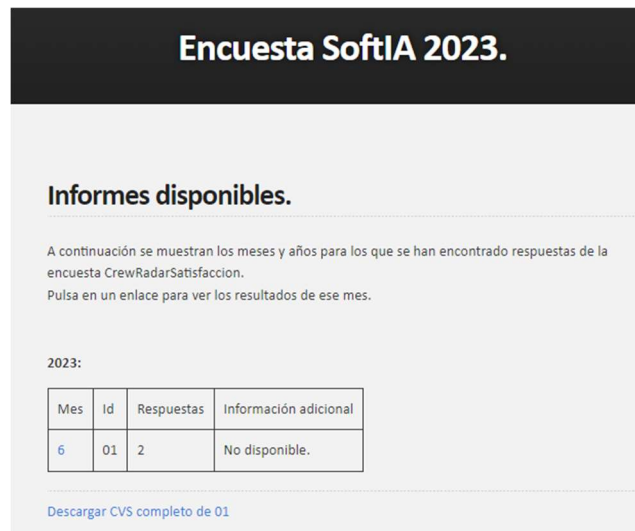 Encuesta SoftIA 2023.
Informes disponibles.
A continuación se muestran los meses y años para los que se han encontrado respuestas de la
encuesta CrewRadarSatisfaccion.
Pulsa en un enlace para ver los resultados de ese mes.
2023:
Mes Id Respuestas Información adicional
6 01 2 No disponible.
Descargar CVS completo de 01